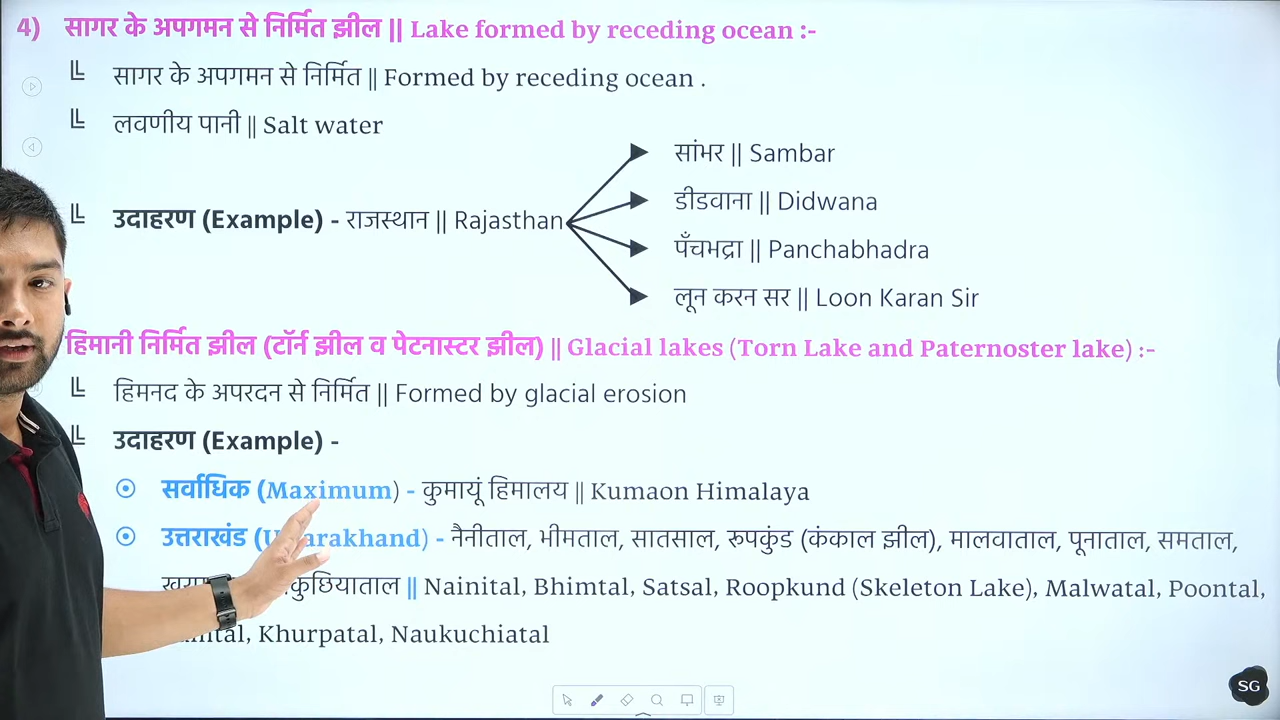 4) सागर के अपगमन से निर्मित झील || Lake formed by receding ocean :-
सागर के अपगमन से निर्मित || Formed by receding ocean .
लवणीय पानी || Salt water
उदाहरण (Example) - राजस्थान || Rajasthan
सांभर || Sambar
डीडवाना || Didwana
पँचभद्रा || Panchabhadra
लून करन सर || Loon Karan Sir
हिमानी निर्मित झील (टॉर्न झील व पेटनास्टर झील) || Glacial lakes (Torn Lake and Paternoster lake) :-
हिमनद के अपरदन से निर्मित || Formed by glacial erosion
उदाहरण (Example) -
सर्वाधिक (Maximum) - कुमायूं हिमालय || Kumaon Himalaya
उत्तराखंड - नैनीताल, भीमताल, सातसाल, रूपकुंड (कंकाल झील), मालवाताल, पूनाताल, समताल,
|| Nainital, Bhimtal, Satsal, Roopkund (Skeleton Lake), Malwatal, Poontal,
Khurpatal, Naukuchiatal
SG